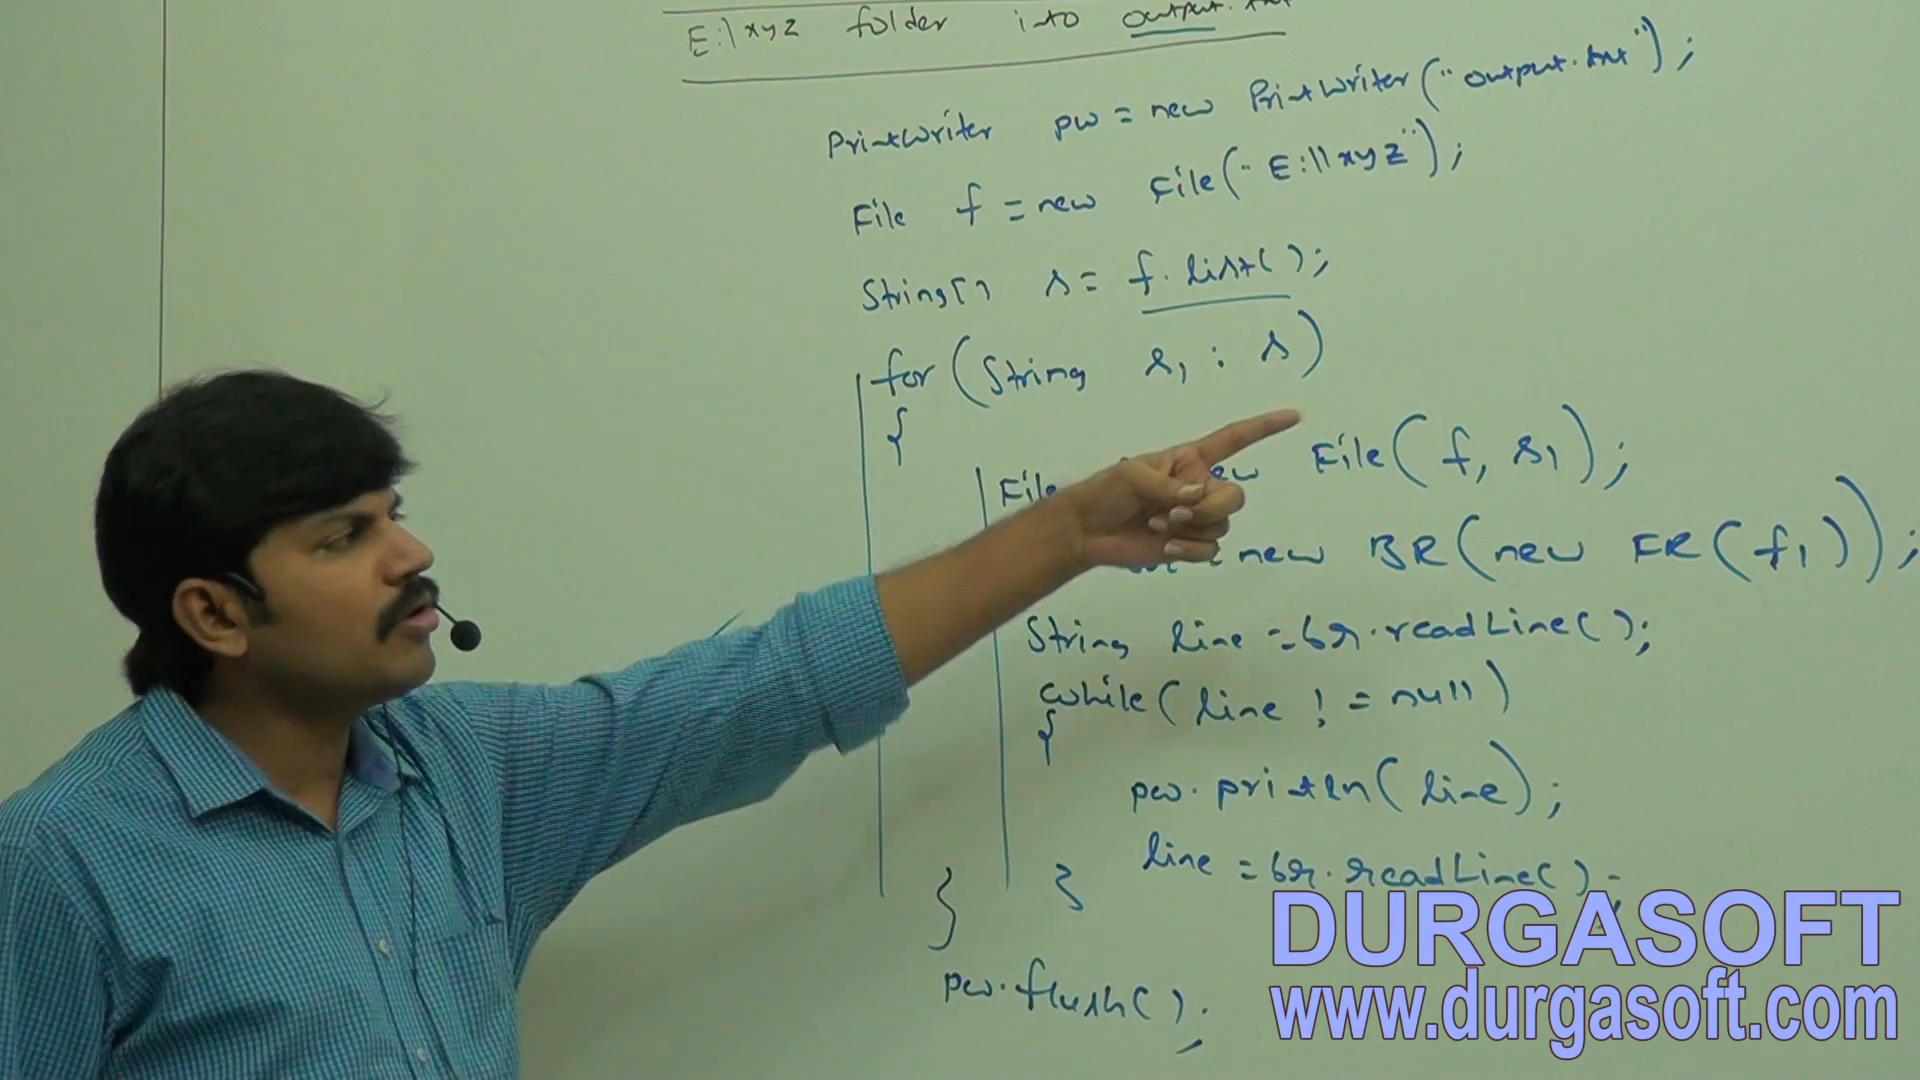 E:\xyz folder into output.txt
PrintWriter pw = new PrintWriter("output.txt");
File f = new File("E:\\xyz");
String[] s = f.list();
for (String s1 : s)
{
File new File(f, s1);
= new BR(new FR(f1));
String line = br.readLine();
while (line != null)
{
pw.println(line);
line = br.readLine();
}
}
pw.flush();
DURGASOFT
www.durgasoft.com